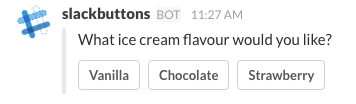 slackbuttons BOT 11:27 AM
What ice cream flavour would you like?
Vanilla Chocolate Strawberry